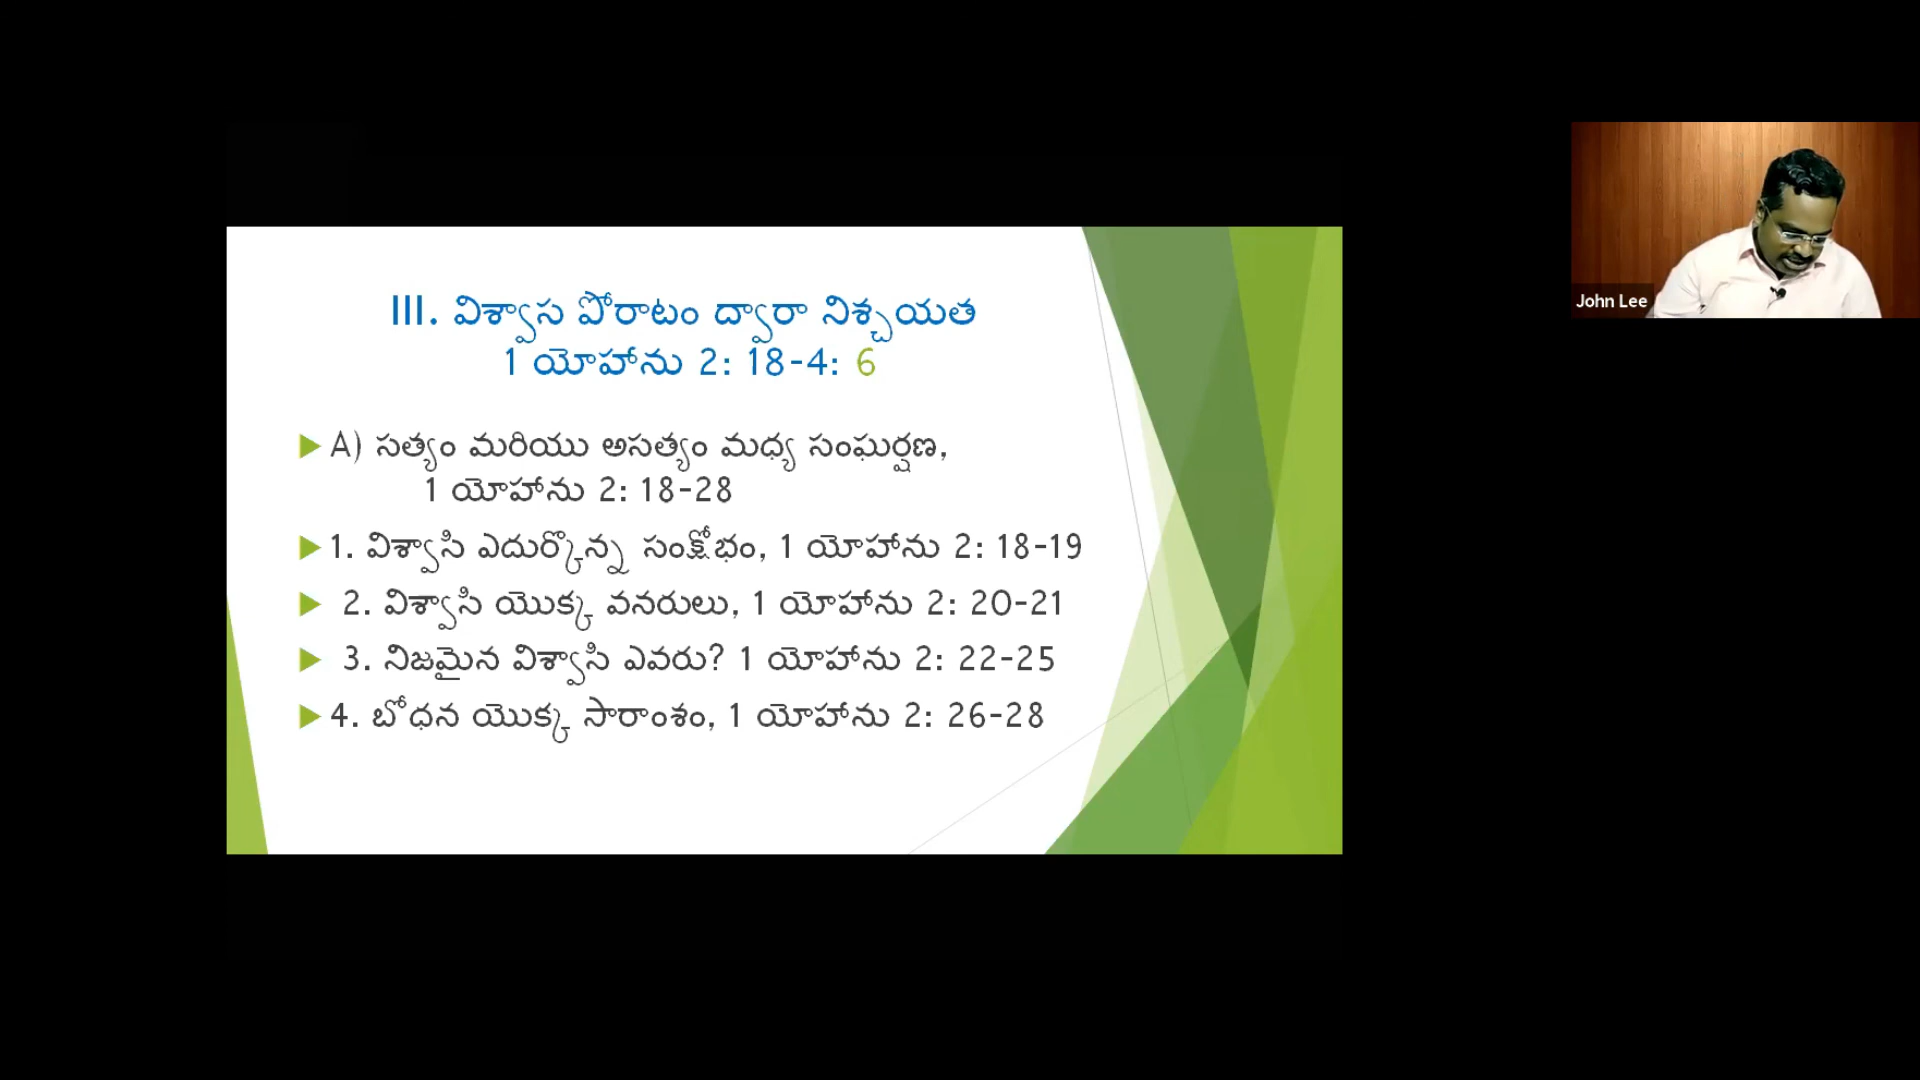 III. విశ్వాస పోరాటం ద్వారా నిశ్చయత
1 యోహాను 2: 18-4: 6
A) సత్యం మరియు అసత్యం మధ్య సంఘర్షణ,
1 యోహాను 2: 18-28
1. విశ్వాసి ఎదుర్కొన్న సంక్షోభం, 1 యోహాను 2: 18-19
2. విశ్వాసి యొక్క వనరులు, 1 యోహాను 2: 20-21
3. నిజమైన విశ్వాసి ఎవరు? 1 యోహాను 2: 22-25
4. బోధన యొక్క సారాంశం, 1 యోహాను 2: 26-28
John Lee